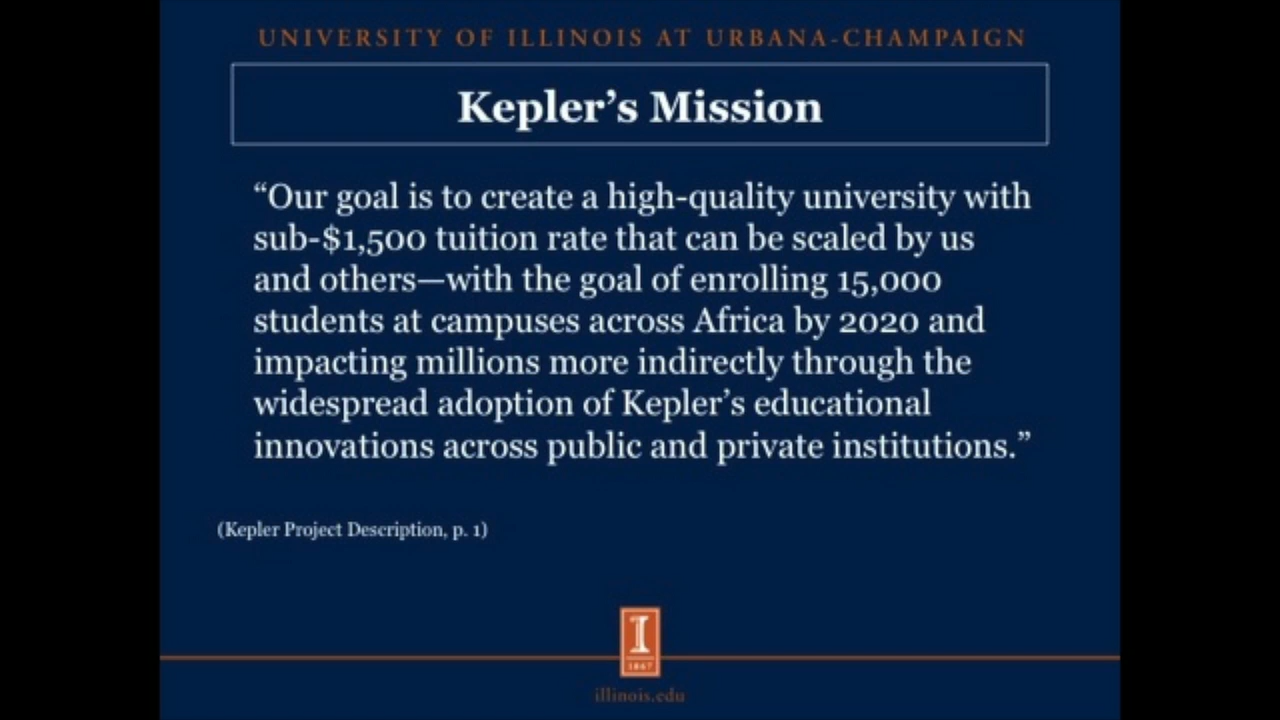 UNIVERSITY OF ILLINOIS AT URBANA-CHAMPAIGN
Kepler’s Mission
“Our goal is to create a high-quality university with
sub-$1,500 tuition rate that can be scaled by us
and others—with the goal of enrolling 15,000
students at campuses across Africa by 2020 and
impacting millions more indirectly through the
widespread adoption of Kepler’s educational
innovations across public and private institutions.”
(Kepler Project Description, p. 1)
I
1867
illinois.edu